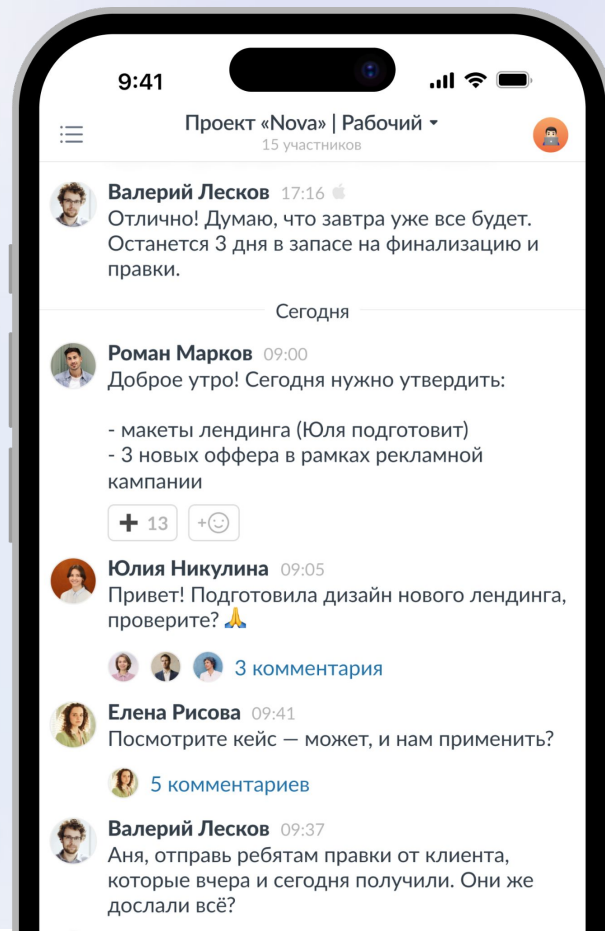 9:41
Проект «Nova» | Рабочий
15 участников
Валерий Лесков 17:16
Отлично! Думаю, что завтра уже все будет.
Останется 3 дня в запасе на финализацию и
правки.
Сегодня
Роман Марков 09:00
Доброе утро! Сегодня нужно утвердить:
- макеты лендинга (Юля подготовит)
- 3 новых оффера в рамках рекламной
кампании
13
Юлия Никулина 09:05
Привет! Подготовила дизайн нового лендинга,
проверите? 🙏
3 комментария
Елена Рисова 09:41
Посмотрите кейс — может, и нам применить?
5 комментариев
Валерий Лесков 09:37
Аня, отправь ребятам правки от клиента,
которые вчера и сегодня получили. Они же
дослали всё?